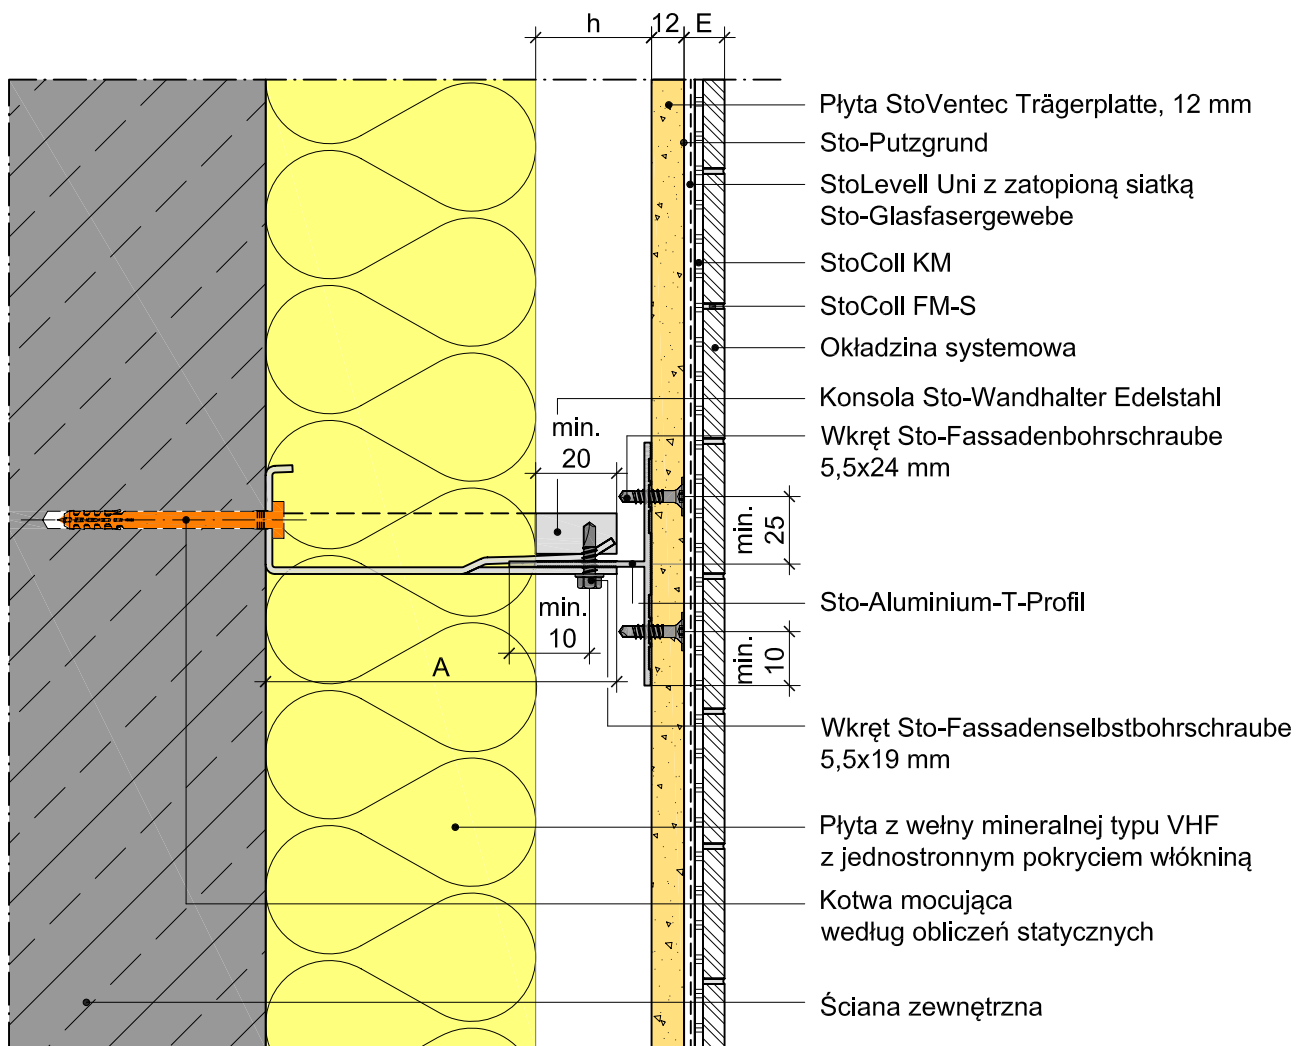 h
12
E
Płyta StoVentec Trägerplatte, 12 mm
Sto-Putzgrund
StoLevell Uni z zatopioną siatką
Sto-Glasfasergewebe
StoColl KM
StoColl FM-S
Okładzina systemowa
Konsola Sto-Wandhalter Edelstahl
min.
20
Wkręt Sto-Fassadenbohrschraube
5,5x24 mm
min.
25
Sto-Aluminium-T-Profil
min.
10
min.
10
A
Wkręt Sto-Fassadenselbstbohrschraube
5,5x19 mm
Płyta z wełny mineralnej typu VHF
z jednostronnym pokryciem włókniną
Kotwa mocująca
według obliczeń statycznych
Ściana zewnętrzna